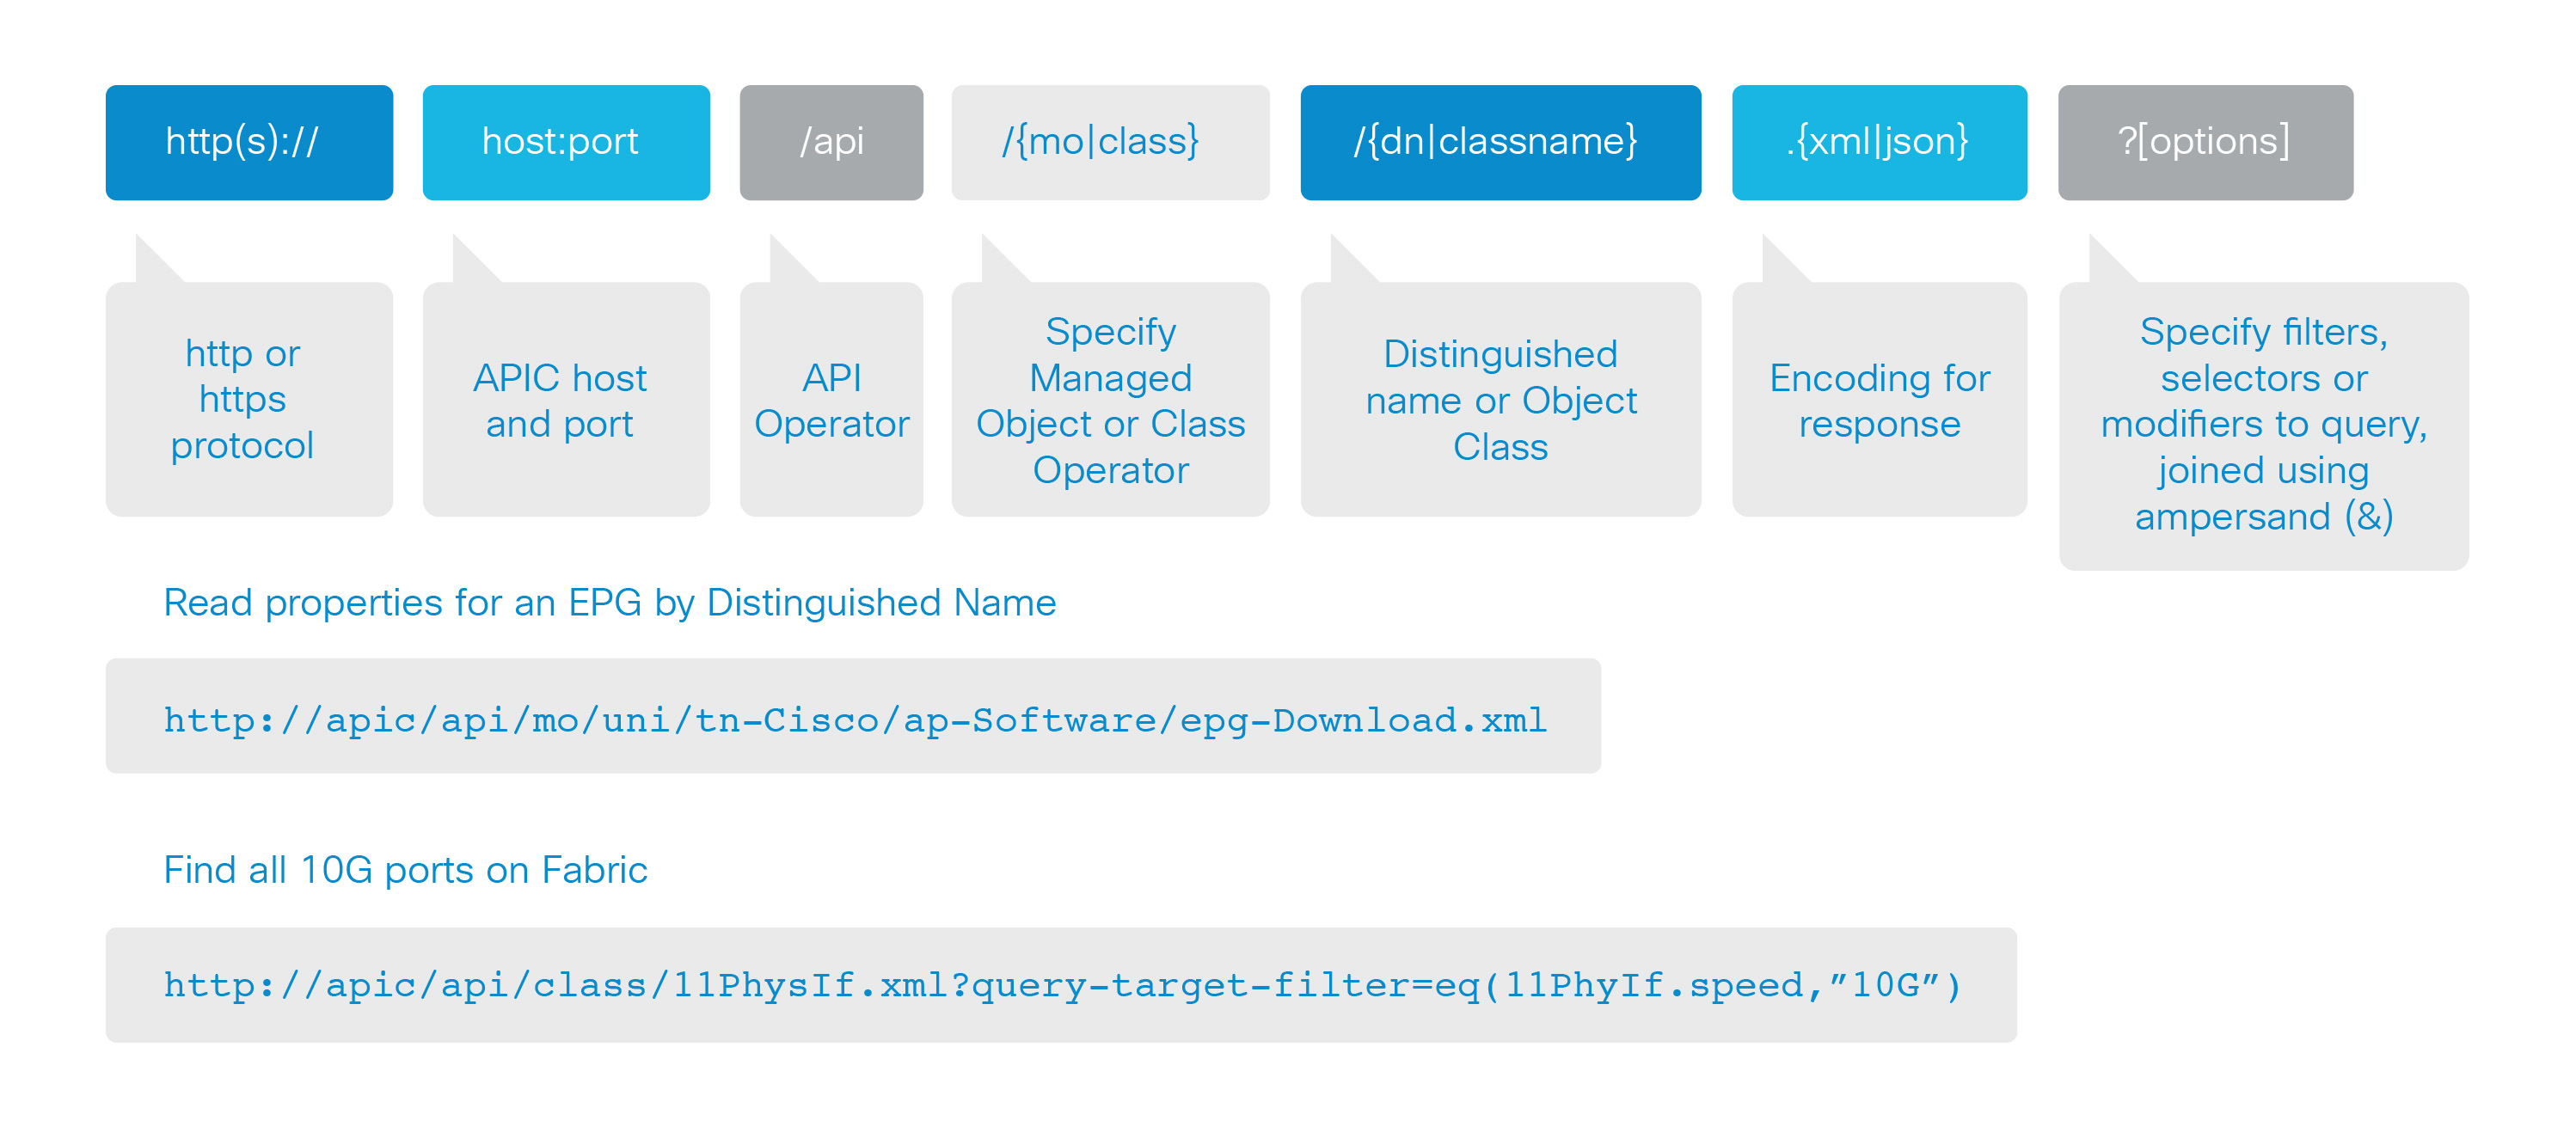 http(s)://
host:port
/api
/{mo|class}
/{dn|classname}
.{xml|json}
?[options]
http or
https
protocol
APIC host
and port
API
Operator
Specify
Managed
Object or Class
Operator
Distinguished
name or Object
Class
Encoding for
response
Specify filters,
selectors or
modifiers to query,
joined using
ampersand (&)
Read properties for an EPG by Distinguished Name
http://apic/api/mo/uni/tn-Cisco/ap-Software/epg-Download.xml
Find all 10G ports on Fabric
http://apic/api/class/11PhysIf.xml?query-target-filter=eq(11PhyIf.speed,”10G”)